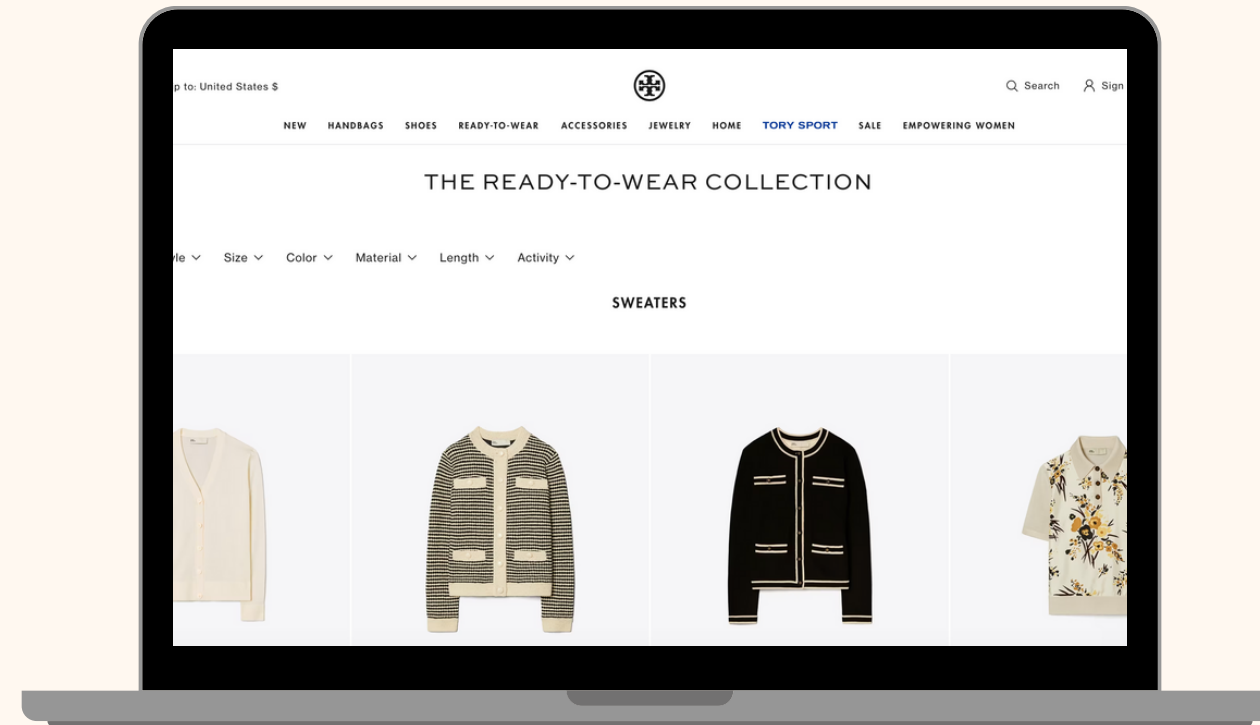 p to: United States $
Search
Sign
NEW HANDBAGS SHOES READY-TO-WEAR ACCESSORIES JEWELRY HOME TORY SPORT SALE EMPOWERING WOMEN
THE READY-TO-WEAR COLLECTION
yle Size Color Material Length Activity
SWEATERS